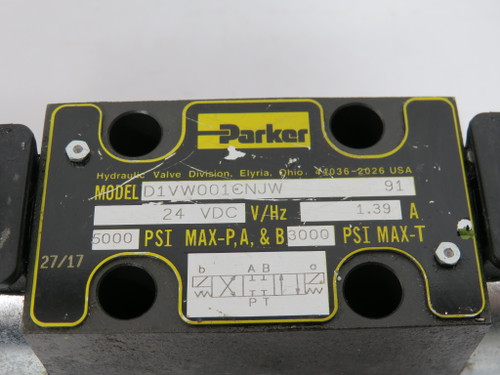 Parker
Hydraulic Valve Division, Elyria, Ohio. 44036-2026 USA
MODEL D1VW001CNJW 91
24 VDC V/Hz 1.39 A
5000 PSI MAX-P,A, & B 3000 PSI MAX-T
27/17
b A B a
P T